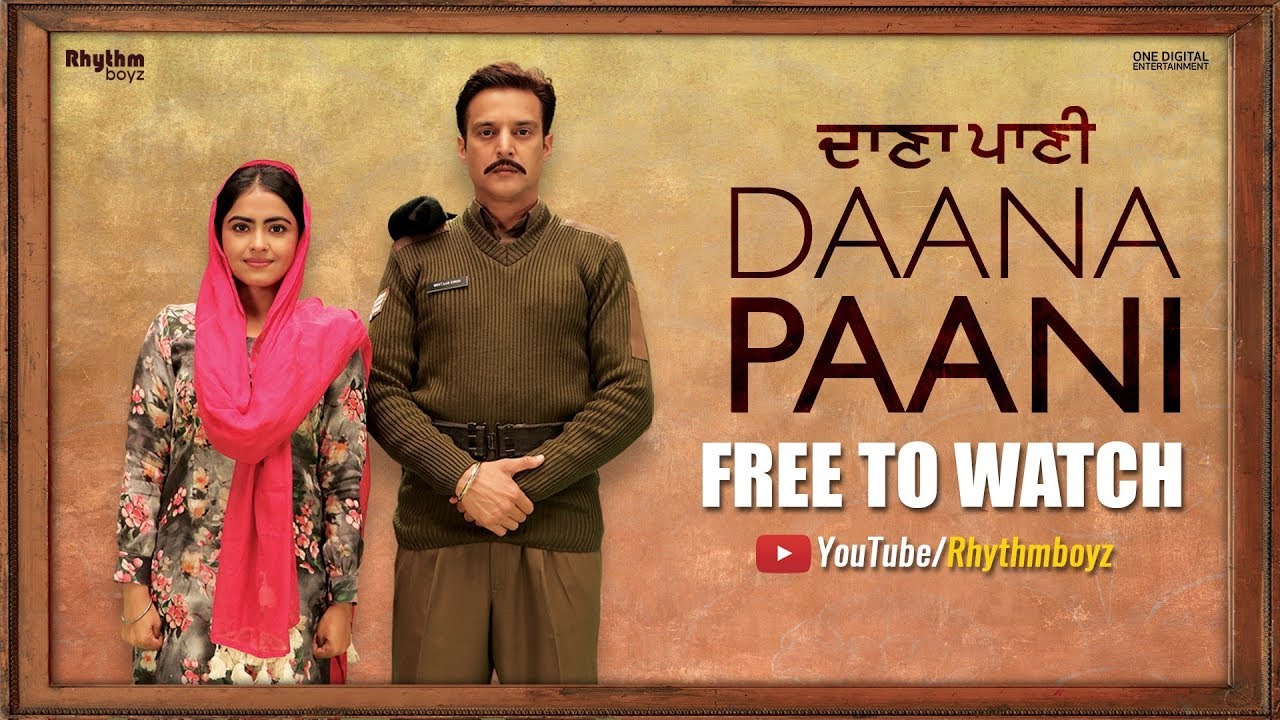 Rhythm
boyz
ONE DIGITAL
ENTERTAINMENT
ਦਾਣਾ ਪਾਣੀ
DAANA
PAANI
FREE TO WATCH
YouTube/Rhythmboyz